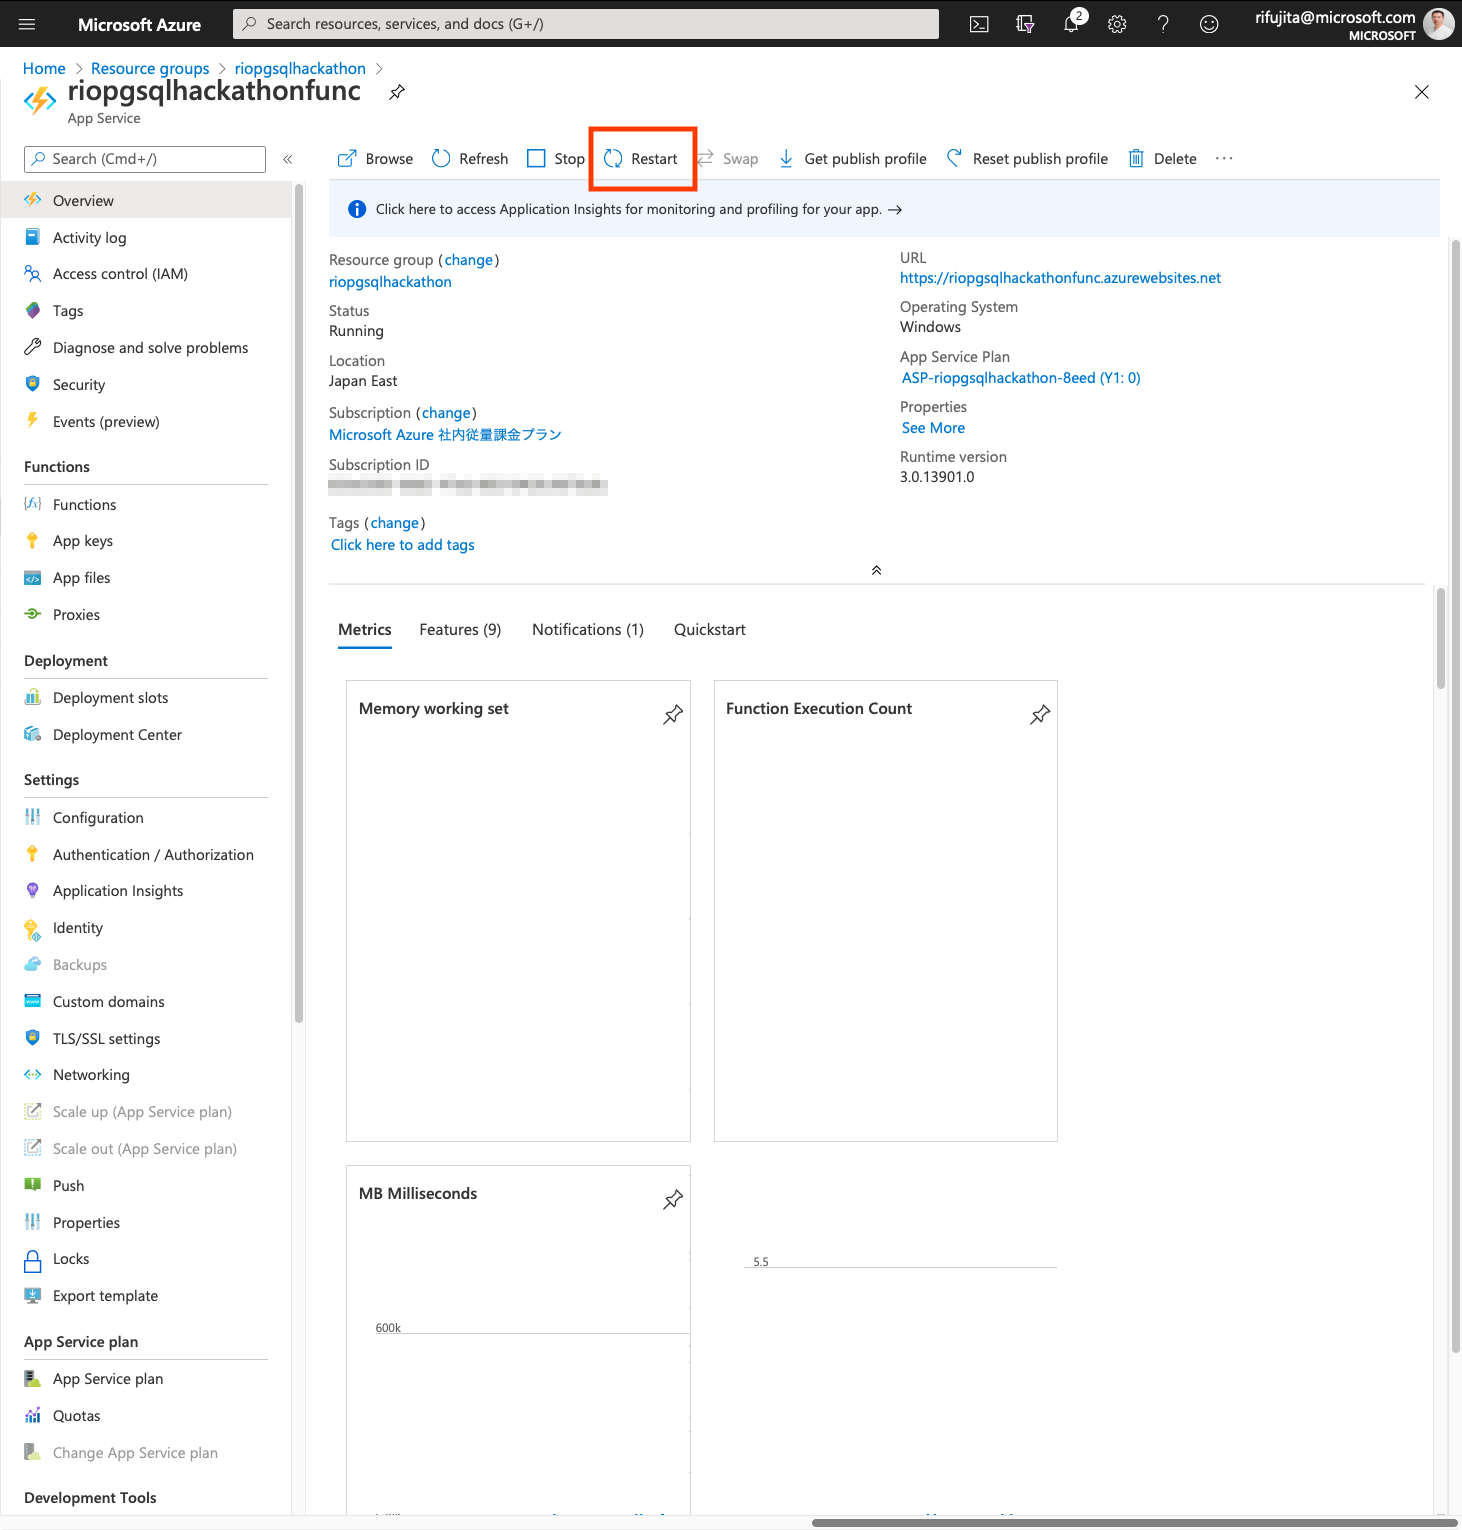 Microsoft Azure
Search resources, services, and docs (G+/)
2
rifujita@microsoft.com
MICROSOFT
Home > Resource groups > riopgsqlhackathon >
riopgsqlhackathonfunc
App Service
Search (Cmd+/)
«
Browse Refresh Stop Restart Swap Get publish profile Reset publish profile Delete ...
Click here to access Application Insights for monitoring and profiling for your app. →
Overview
Activity log
Access control (IAM)
Tags
Diagnose and solve problems
Security
Events (preview)
Functions
Functions
App keys
App files
Proxies
Deployment
Deployment slots
Deployment Center
Settings
Configuration
Authentication / Authorization
Application Insights
Identity
Backups
Custom domains
TLS/SSL settings
Networking
Scale up (App Service plan)
Scale out (App Service plan)
Push
Properties
Locks
Export template
App Service plan
App Service plan
Quotas
Change App Service plan
Development Tools
Resource group (change)
riopgsqlhackathon
Status
Running
Location
Japan East
Subscription (change)
Microsoft Azure 社内従量課金プラン
Subscription ID
Tags (change)
Click here to add tags
URL
https://riopgsqlhackathonfunc.azurewebsites.net
Operating System
Windows
App Service Plan
ASP-riopgsqlhackathon-8eed (Y1: 0)
Properties
See More
Runtime version
3.0.13901.0
Metrics Features (9) Notifications (1) Quickstart
Memory working set
Function Execution Count
MB Milliseconds
600k
5.5